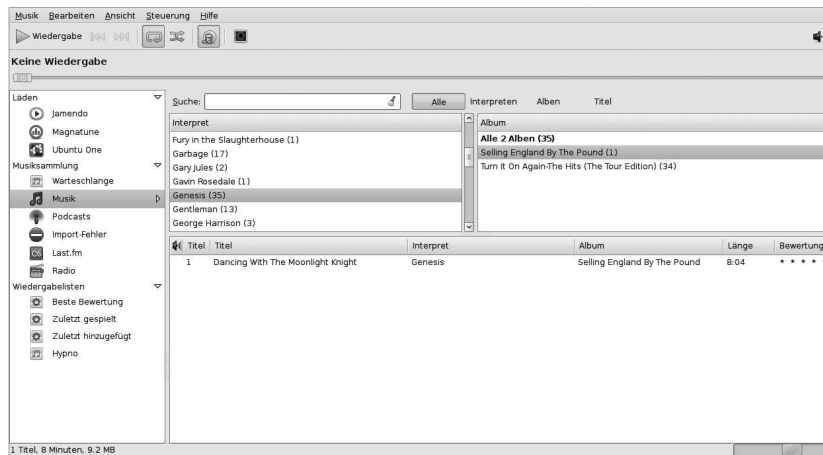 Musik Bearbeiten Ansicht Steuerung Hilfe
Wiedergabe
Keine Wiedergabe
Läden
Jamendo
Magnatune
Ubuntu One
Musiksammlung
Warteschlange
Musik
Podcasts
Import-Fehler
Last.fm
Radio
Wiedergabelisten
Beste Bewertung
Zuletzt gespielt
Zuletzt hinzugefügt
Hypno
Suche: Alle Interpreten Alben Titel
Interpret
Fury in the Slaughterhouse (1)
Garbage (17)
Gary Jules (2)
Gavin Rosedale (1)
Genesis (35)
Gentleman (13)
George Harrison (3)
Album
Alle 2 Alben (35)
Selling England By The Pound (1)
Turn It On Again-The Hits (The Tour Edition) (34)
Titel Titel Interpret Album Länge Bewertung
1 Dancing With The Moonlight Knight Genesis Selling England By The Pound 8:04
1 Titel, 8 Minuten, 9.2 MB